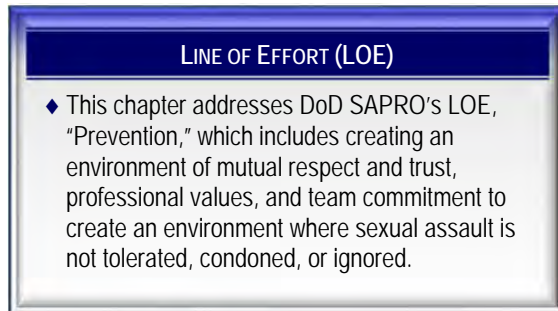 LINE OF EFFORT (LOE)
♦ This chapter addresses DoD SAPRO's LOE,
"Prevention," which includes creating an
environment of mutual respect and trust,
professional values, and team commitment to
create an environment where sexual assault is
not tolerated, condoned, or ignored.